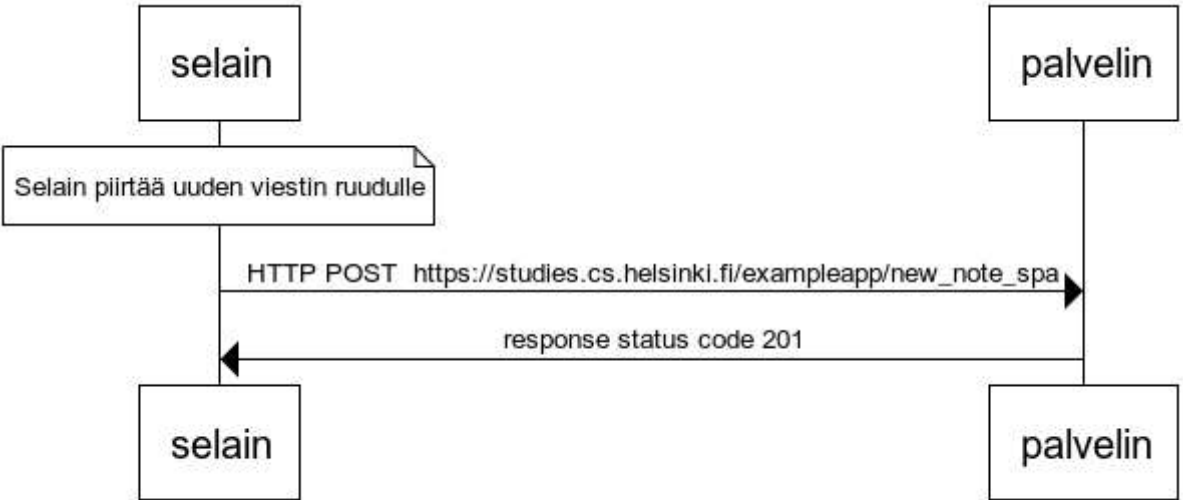 selain
palvelin
Selain piirtää uuden viestin ruudulle
HTTP POST  https://studies.cs.helsinki.fi/exampleapp/new_note_spa
response status code 201
selain
palvelin